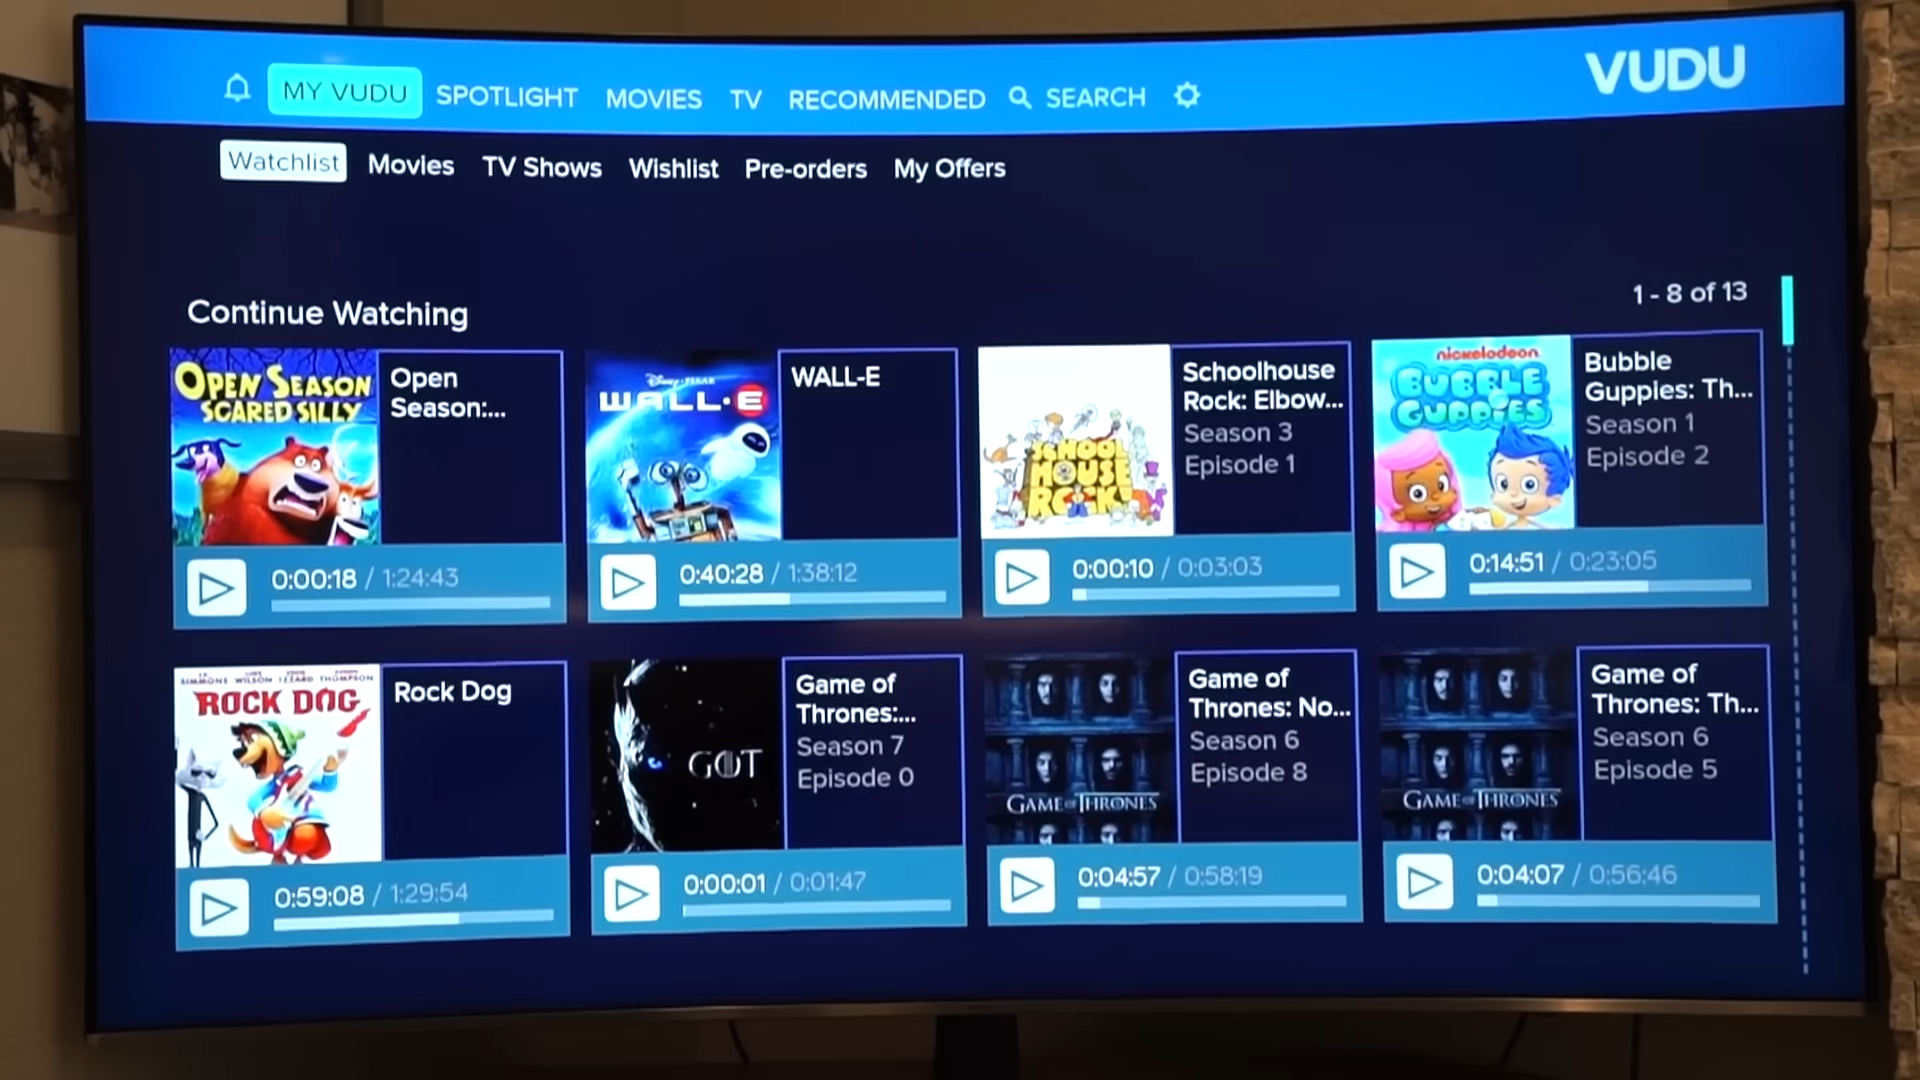 MY VUDU SPOTLIGHT MOVIES TV RECOMMENDED SEARCH VUDU
Watchlist Movies TV Shows Wishlist Pre-orders My Offers
Continue Watching
1 - 8 of 13
OPEN SEASON
SCARED SILLY
Open
Season:...
0:00:18 / 1:24:43
Disney·PIXAR
WALL·E
WALL-E
0:40:28 / 1:38:12
SCHOOL
HOUSE
ROCK!
Schoolhouse
Rock: Elbow...
Season 3
Episode 1
0:00:10 / 0:03:03
nickelodeon
BUBBLE
GUPPIES
Bubble
Guppies: Th...
Season 1
Episode 2
0:14:51 / 0:23:05
SIMMONS WILSON IZZARD THOMPSON
ROCK DOG
Rock Dog
0:59:08 / 1:29:54
GOT
Game of
Thrones:...
Season 7
Episode 0
0:00:01 / 0:01:47
GAME OF THRONES
Game of
Thrones: No...
Season 6
Episode 8
0:04:57 / 0:58:19
GAME OF THRONES
Game of
Thrones: Th...
Season 6
Episode 5
0:04:07 / 0:56:46